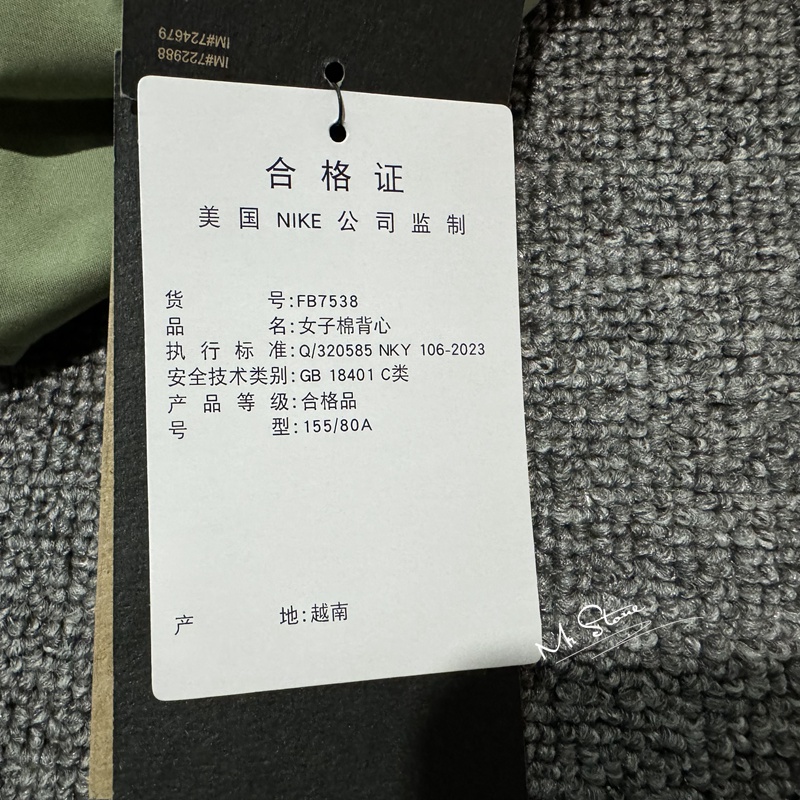 IM#722988
IM#724679
合格证
美国 NIKE 公司监制
货号:FB7538
品名:女子棉背心
执行标准:Q/320585 NKY 106-2023
安全技术类别:GB 18401 C类
产品等级:合格品
号型:155/80A
产地:越南
Mr Stone